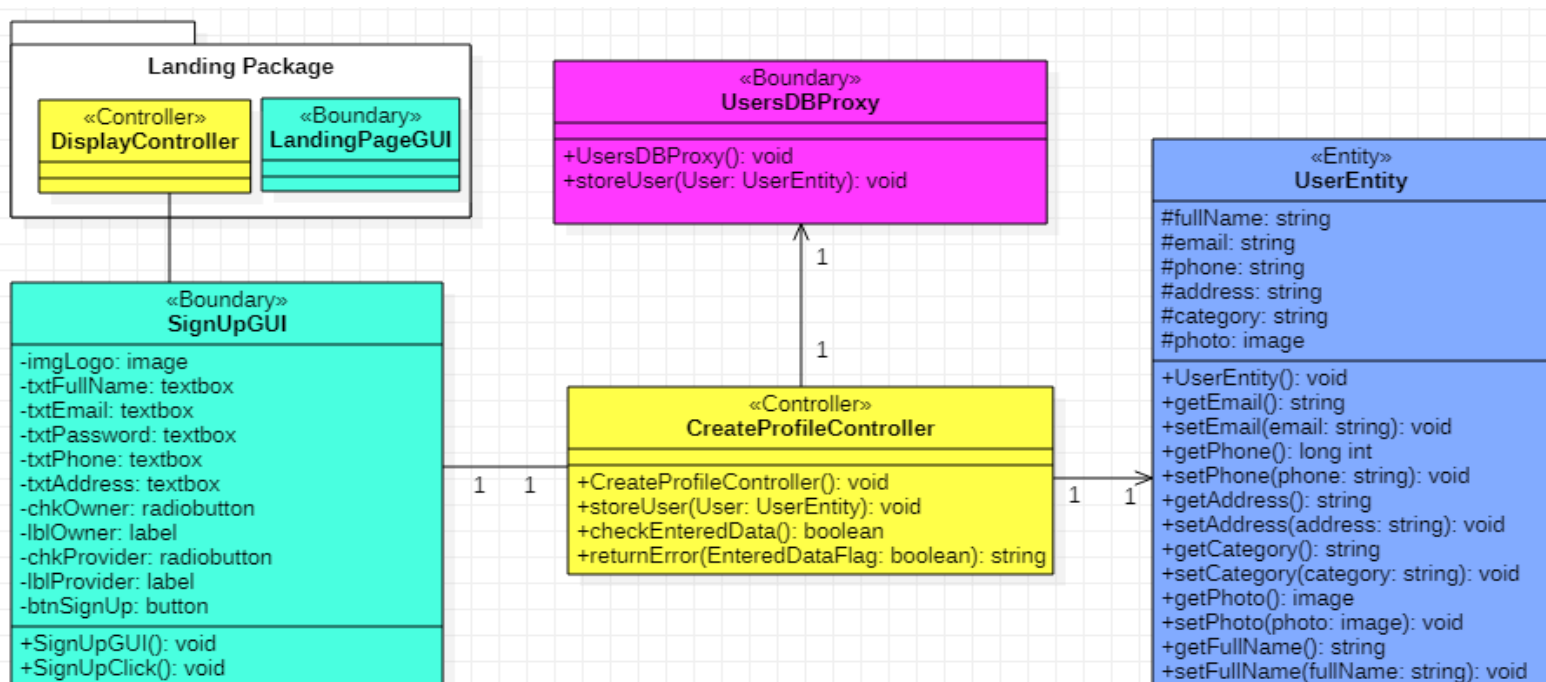 Landing Package
«Controller»
DisplayController
«Boundary»
LandingPageGUI
«Boundary»
UsersDBProxy
+UsersDBProxy(): void
+storeUser(User: UserEntity): void
1
1
«Boundary»
SignUpGUI
-imgLogo: image
-txtFullName: textbox
-txtEmail: textbox
-txtPassword: textbox
-txtPhone: textbox
-txtAddress: textbox
-chkOwner: radiobutton
-lblOwner: label
-chkProvider: radiobutton
-lblProvider: label
-btnSignUp: button
+SignUpGUI(): void
+SignUpClick(): void
1
1
«Controller»
CreateProfileController
+CreateProfileController(): void
+storeUser(User: UserEntity): void
+checkEnteredData(): boolean
+returnError(EnteredDataFlag: boolean): string
1
1
«Entity»
UserEntity
#fullName: string
#email: string
#phone: string
#address: string
#category: string
#photo: image
+UserEntity(): void
+getEmail(): string
+setEmail(email: string): void
+getPhone(): long int
+setPhone(phone: string): void
+getAddress(): string
+setAddress(address: string): void
+getCategory(): string
+setCategory(category: string): void
+getPhoto(): image
+setPhoto(photo: image): void
+getFullName(): string
+setFullName(fullName: string): void